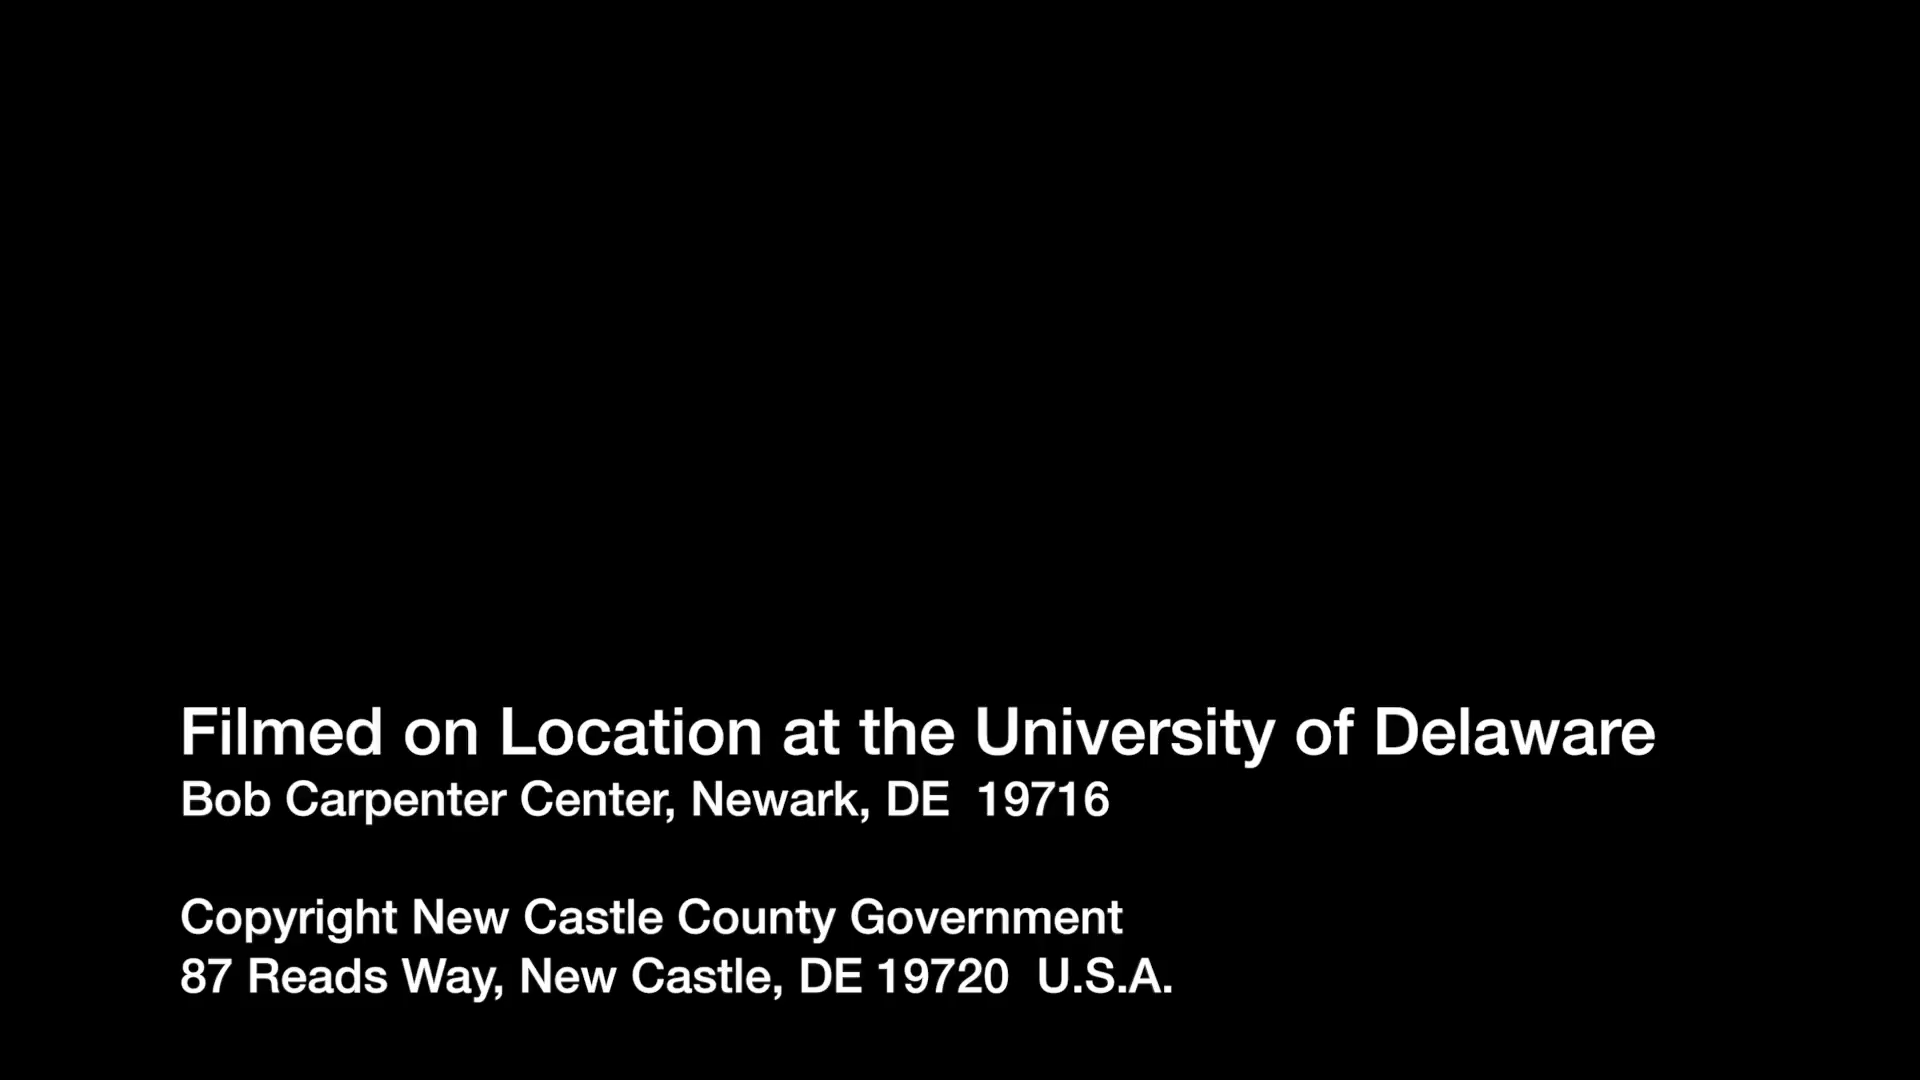 Filmed on Location at the University of Delaware
Bob Carpenter Center, Newark, DE  19716
Copyright New Castle County Government
87 Reads Way, New Castle, DE 19720  U.S.A.